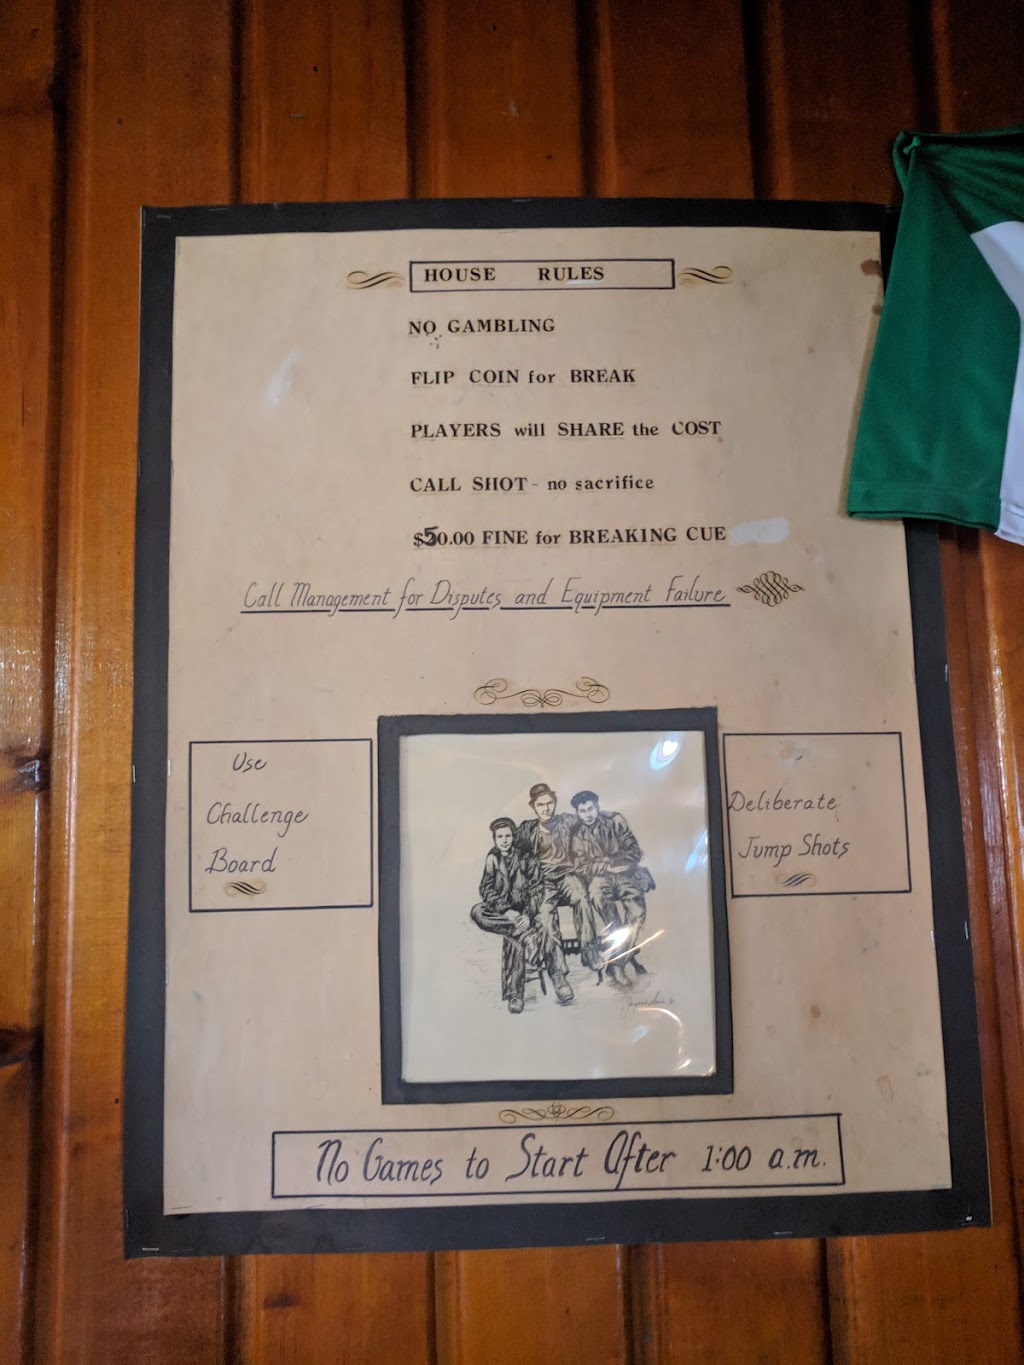 HOUSE RULES
NO GAMBLING
FLIP COIN for BREAK
PLAYERS will SHARE the COST
CALL SHOT - no sacrifice
$50.00 FINE for BREAKING CUE
Call Management for Disputes and Equipment Failure
Use
Challenge
Board
Deliberate
Jump Shots
No Games to Start After 1:00 a.m.